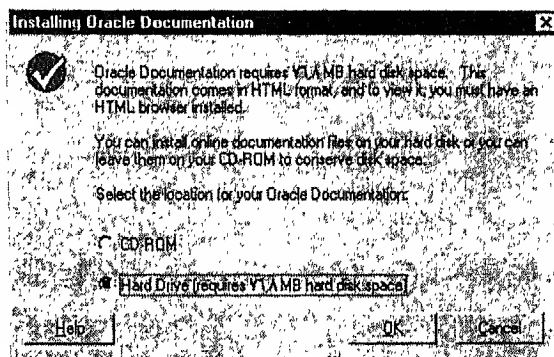 Installing Oracle Documentation
Oracle Documentation requires MB hard disk space. This
documentation comes in HTML format, and to view it, you must have an
HTML browser installed.
You can install online documentation files on your hard disk or you can
leave them on your CD-ROM to conserve disk space.
Select the location for your Oracle Documentation:
CD-ROM
Hard Drive (requires MB hard disk space)
Help
OK
Cancel